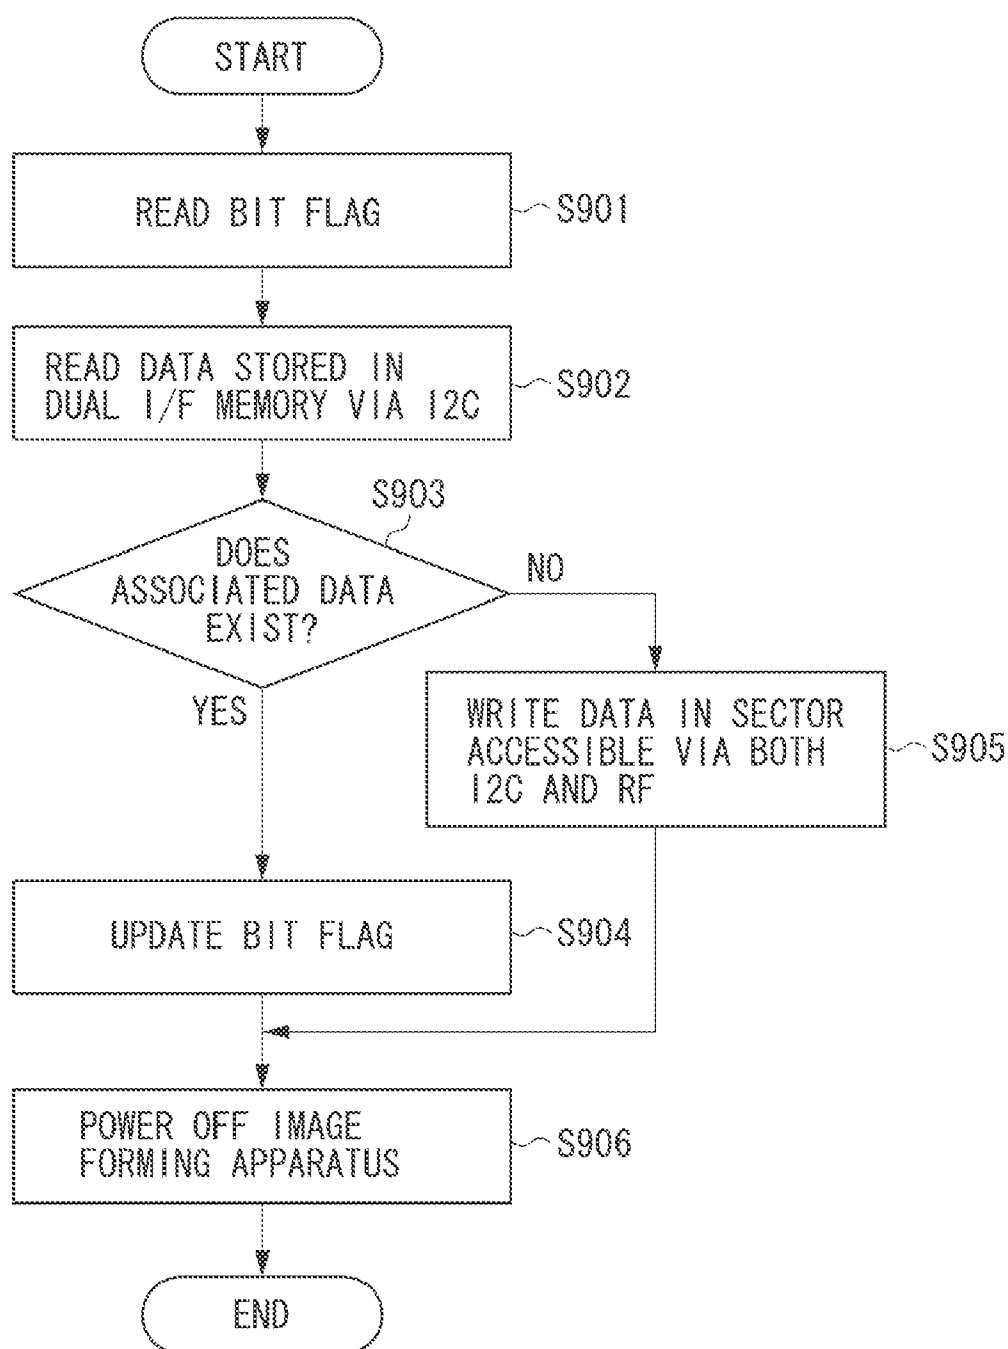 START
READ BIT FLAG
S901
READ DATA STORED IN
DUAL I/F MEMORY VIA I2C
S902
S903
DOES
ASSOCIATED DATA
EXIST?
NO
YES
WRITE DATA IN SECTOR
ACCESSIBLE VIA BOTH
I2C AND RF
S905
UPDATE BIT FLAG
S904
POWER OFF IMAGE
FORMING APPARATUS
S906
END